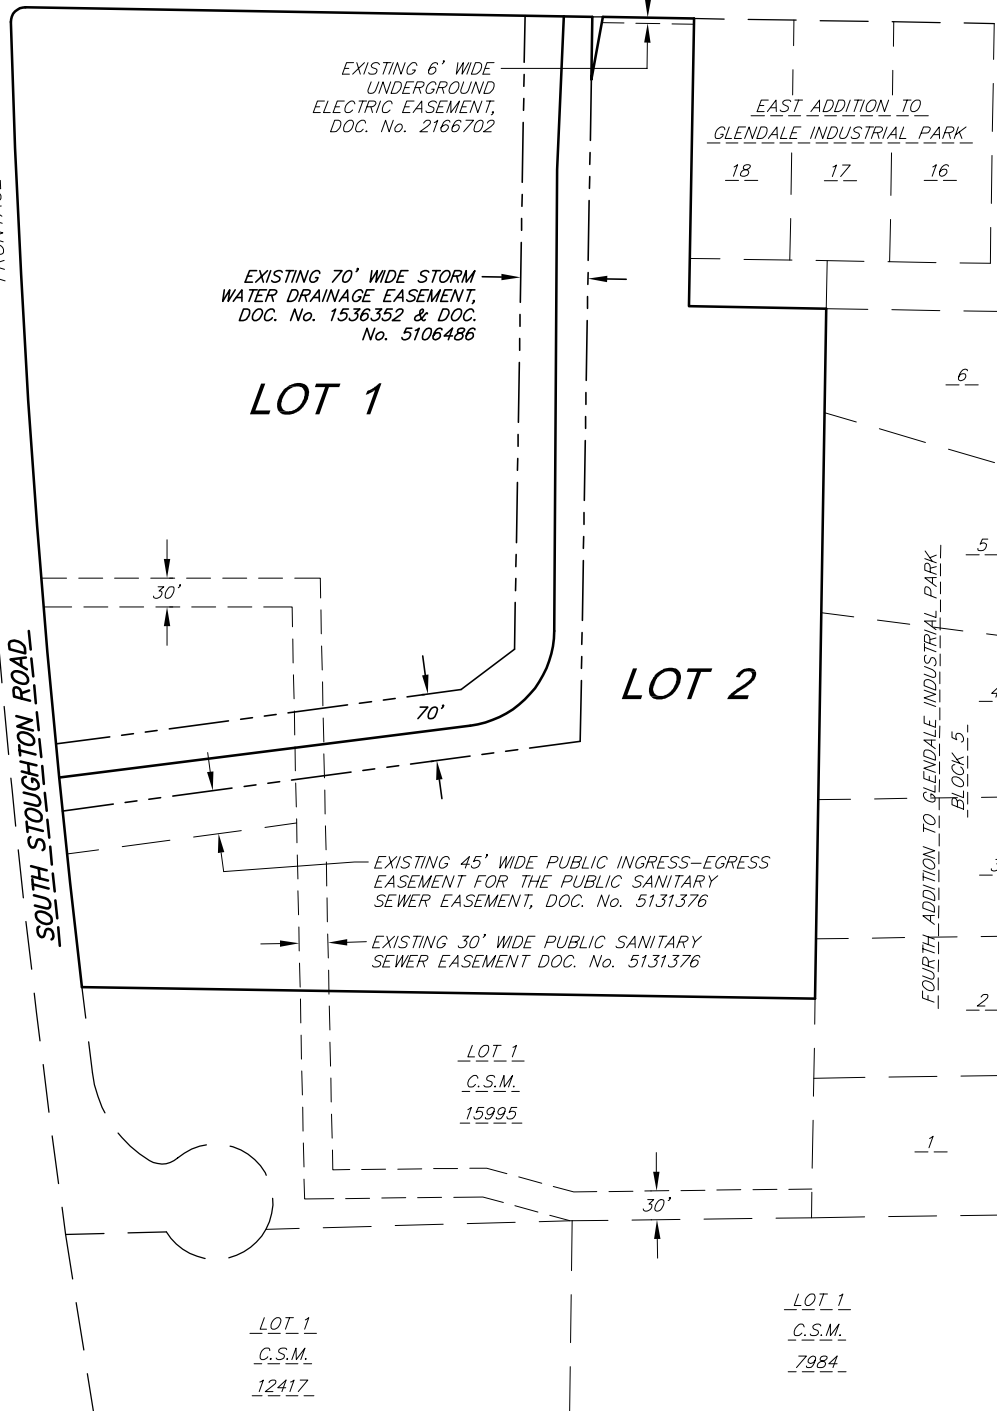 EXISTING 6' WIDE
UNDERGROUND
ELECTRIC EASEMENT,
DOC. No. 2166702
EAST ADDITION TO
GLENDALE INDUSTRIAL PARK
18
17
16
EXISTING 70' WIDE STORM
WATER DRAINAGE EASEMENT,
DOC. No. 1536352 & DOC.
No. 5106486
LOT 1
6
5
30'
FOURTH ADDITION TO GLENDALE INDUSTRIAL PARK
BLOCK 5
SOUTH STOUGHTON ROAD
LOT 2
4
70'
3
EXISTING 45' WIDE PUBLIC INGRESS-EGRESS
EASEMENT FOR THE PUBLIC SANITARY
SEWER EASEMENT, DOC. No. 5131376
EXISTING 30' WIDE PUBLIC SANITARY
SEWER EASEMENT DOC. No. 5131376
2
LOT 1
C.S.M.
15995
1
30'
LOT 1
C.S.M.
7984
LOT 1
C.S.M.
12417